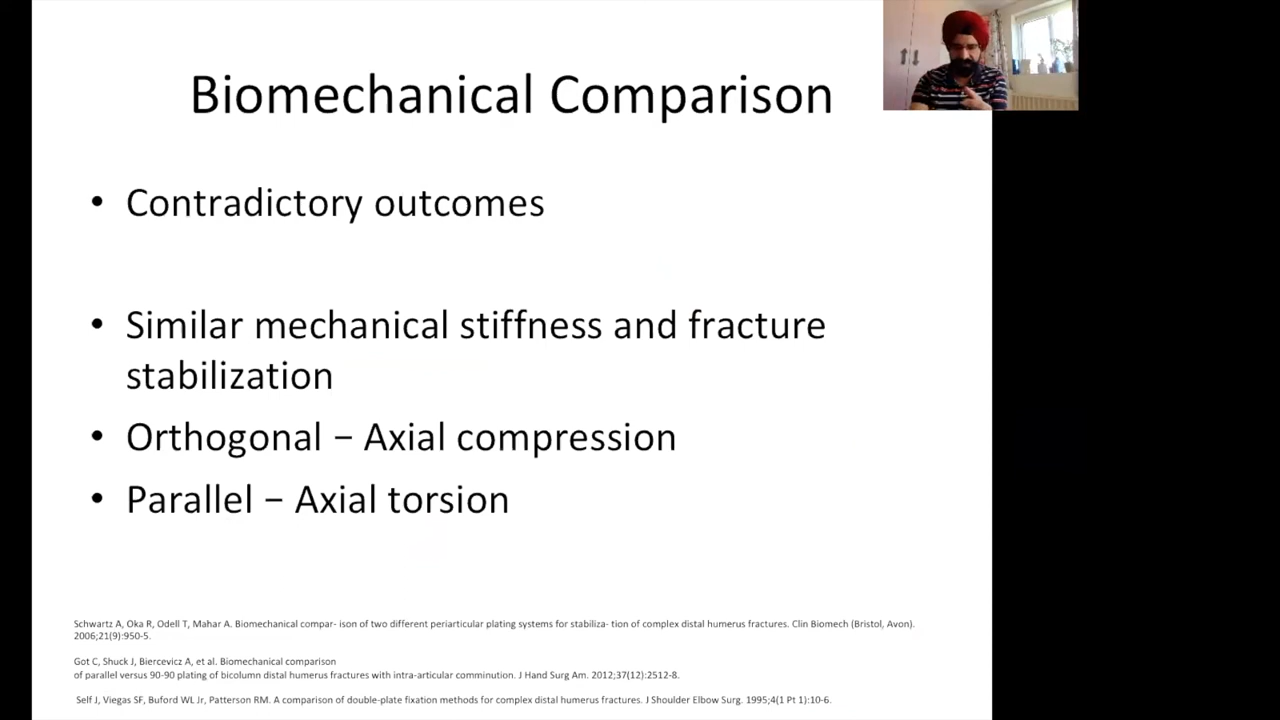 Biomechanical Comparison
• Contradictory outcomes
• Similar mechanical stiffness and fracture
stabilization
• Orthogonal – Axial compression
• Parallel – Axial torsion
Schwartz A, Oka R, Odell T, Mahar A. Biomechanical compar- ison of two different periarticular plating systems for stabiliza- tion of complex distal humerus fractures. Clin Biomech (Bristol, Avon).
2006;21(9):950-5.
Got C, Shuck J, Biercevicz A, et al. Biomechanical comparison
of parallel versus 90-90 plating of bicolumn distal humerus fractures with intra-articular comminution. J Hand Surg Am. 2012;37(12):2512-8.
Self J, Viegas SF, Buford WL Jr, Patterson RM. A comparison of double-plate fixation methods for complex distal humerus fractures. J Shoulder Elbow Surg. 1995;4(1 Pt 1):10-6.